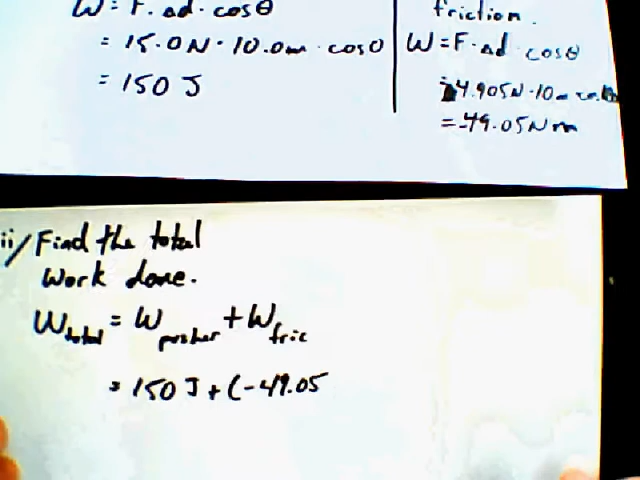 W = F · Δd · cosθ
= 15.0N · 10.0m · cosθ
= 150 J
friction.
W = F · Δd cosθ
4.905N · 10m
= -49.05Nm
ii/ Find the total
Work done.
W total = W pusher + W fric
= 150 J + (-49.05